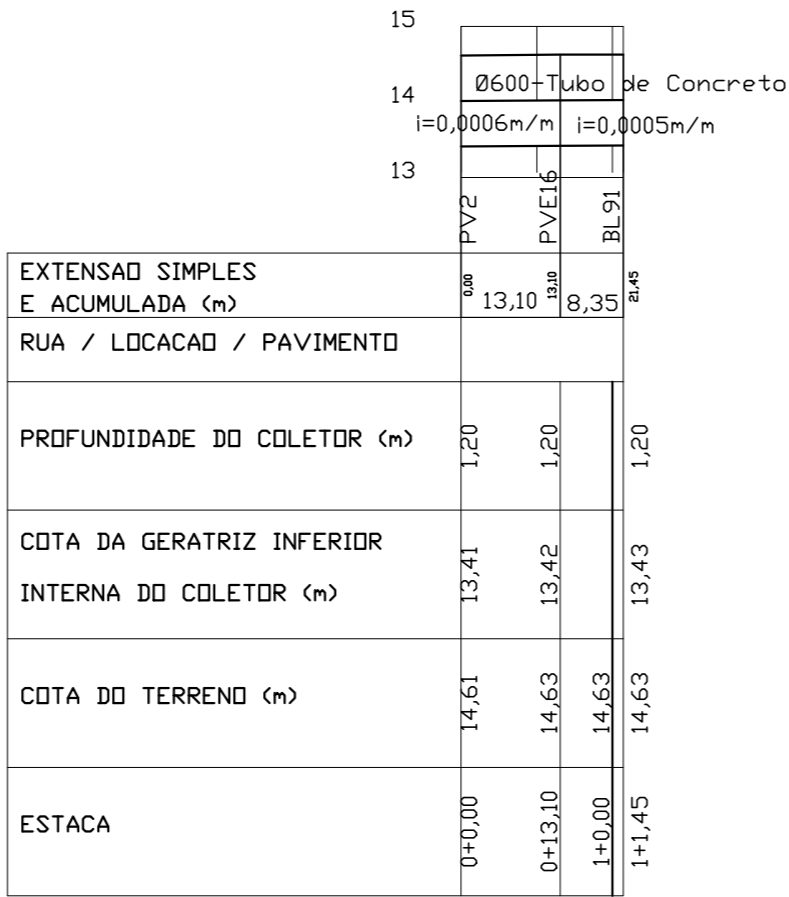 15
Ø600-Tubo de Concreto
14
i=0,0006m/m i=0,0005m/m
13
PV2 PVE16 BL91
EXTENSAO SIMPLES
E ACUMULADA (m)
0,00 13,10 13,10 8,35 21,45
RUA / LOCACAO / PAVIMENTO
PROFUNDIDADE DO COLETOR (m)
1,20 1,20 1,20
COTA DA GERATRIZ INFERIOR
INTERNA DO COLETOR (m)
13,41 13,42 13,43
COTA DO TERRENO (m)
14,61 14,63 14,63 14,63
ESTACA
0+0,00 0+13,10 1+0,00 1+1,45